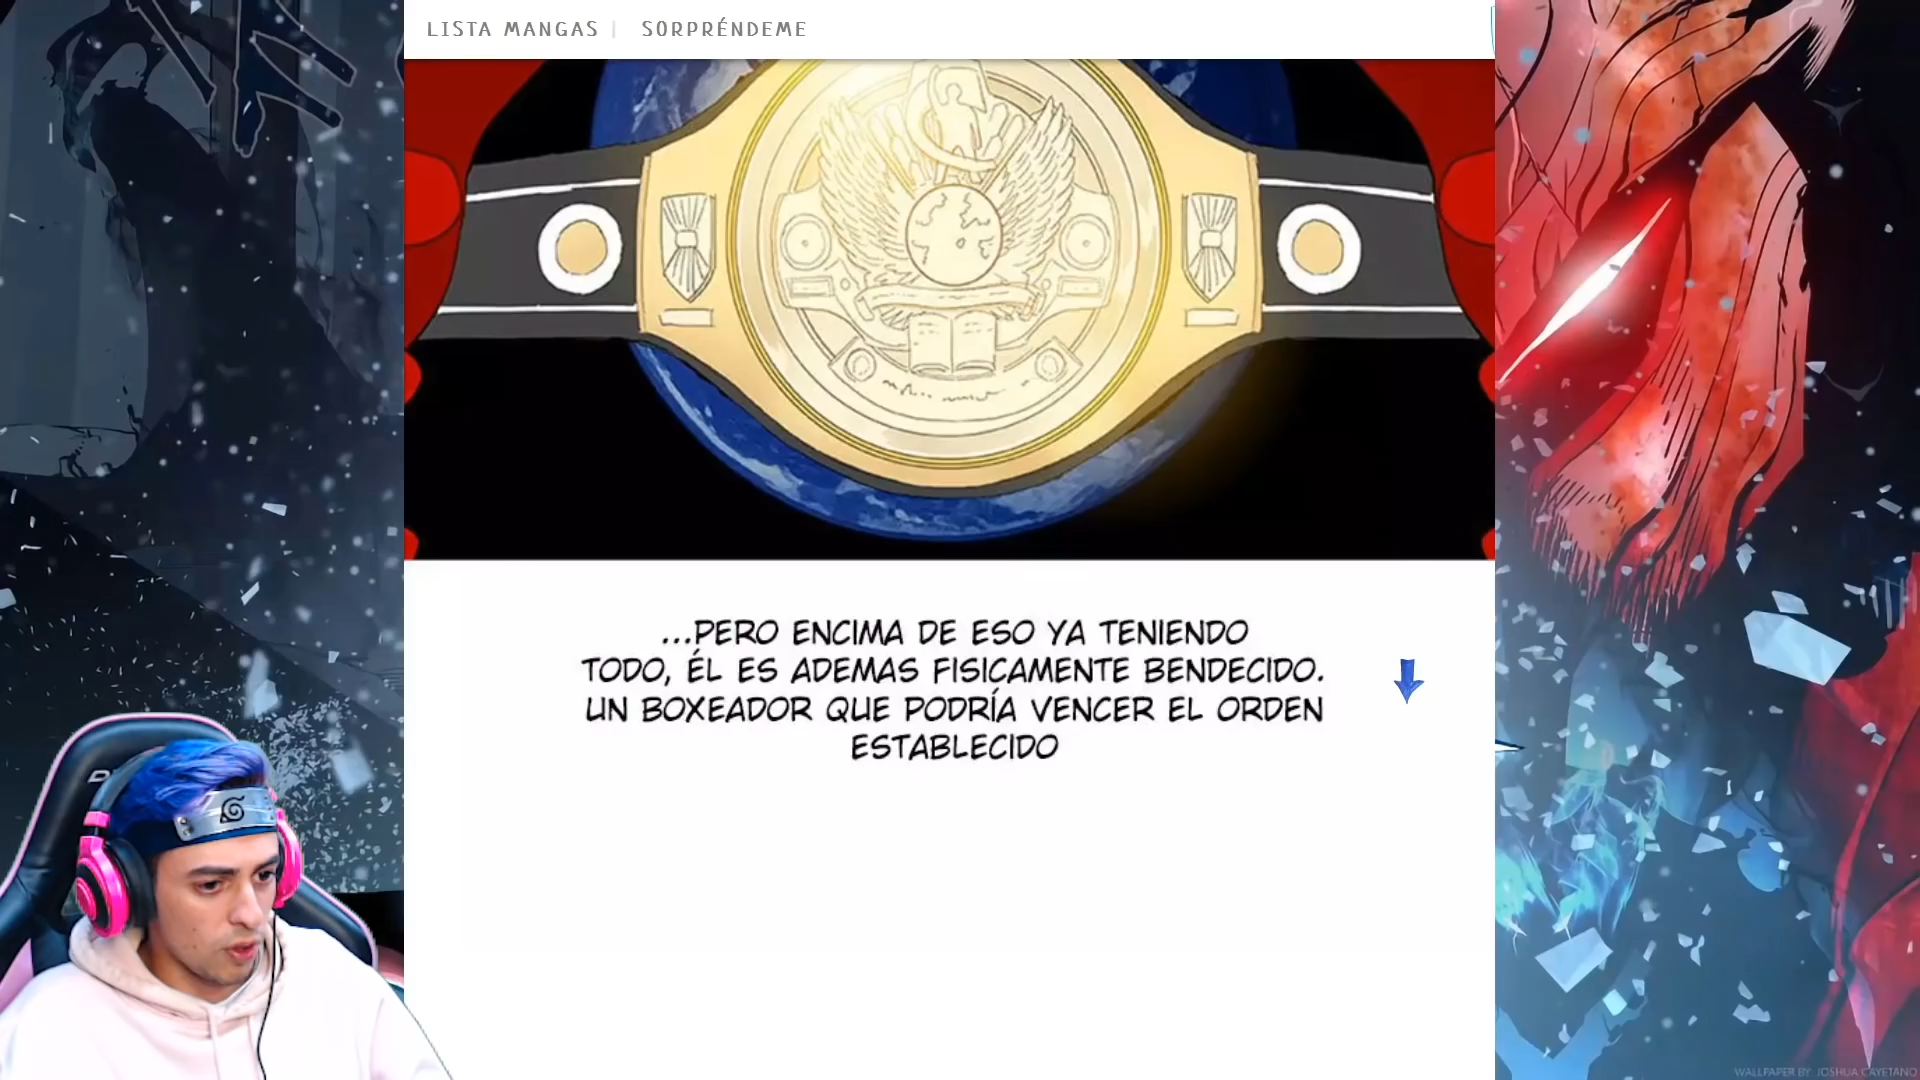 LISTA MANGAS | SORPRÉNDEME
...PERO ENCIMA DE ESO YA TENIENDO
TODO, ÉL ES ADEMAS FISICAMENTE BENDECIDO.
UN BOXEADOR QUE PODRÍA VENCER EL ORDEN
ESTABLECIDO
WALLPAPER BY JOSHUA CAYETANO